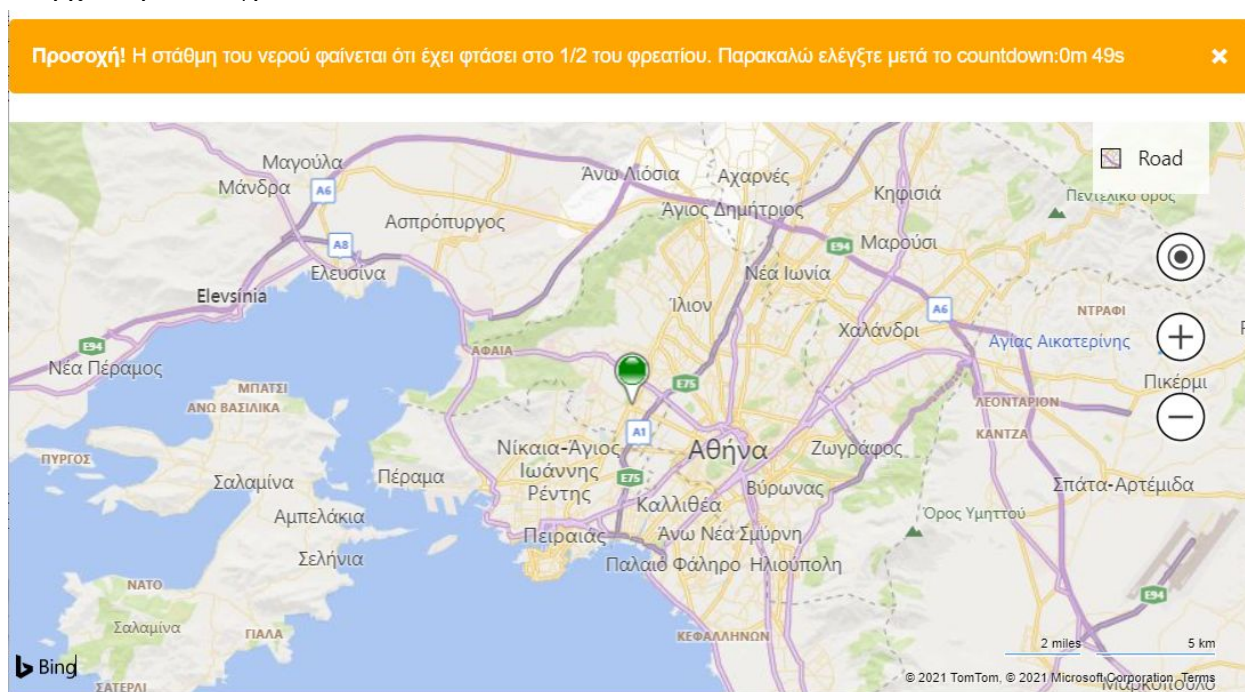 Προσοχή! Η στάθμη του νερού φαίνεται ότι έχει φτάσει στο 1/2 του φρεατίου. Παρακαλώ ελέγξτε μετά το countdown:0m 49s ×
Road
Μαγούλα
Μάνδρα
A6
Άνω Λιόσια
Αχαρνές
Κηφισιά
Πεντελικό όρος
Ασπρόπυργος
Άγιος Δημήτριος
A8
E94
Μαρούσι
Ελευσίνα
Νέα Ιωνία
Elevsínia
Ίλιον
A6
ΝΤΡΑΦΙ
Χαλάνδρι
Αγίας Αικατερίνης
E94
ΑΦΑΙΑ
Νέα Πέραμος
E75
Πικέρμι
ΜΠΑΤΣΙ
ΑΝΩ ΒΑΣΙΛΙΚΑ
ΛΕΟΝΤΑΡΙΟΝ
A1
ΚΑΝΤΖΑ
Νίκαια-Άγιος
Ιωάννης
Ρέντης
Αθήνα
Ζωγράφος
ΠΥΡΓΟΣ
Σαλαμίνα
Πέραμα
E75
Βύρωνας
Σπάτα-Αρτέμιδα
Καλλιθέα
Αμπελάκια
Όρος Υμηττού
Πειραιάς
Άνω Νέα Σμύρνη
Σελήνια
Παλαιό Φάληρο
Ηλιούπολη
ΝΑΤΟ
E94
Σαλαμίνα
ΓΙΑΛΑ
ΚΕΦΑΛΛΗΝΩΝ
2 miles
5 km
Bing
© 2021 TomTom, © 2021 Microsoft Corporation Terms
ΣΑΤΕΡΛΙ
Μαρκόπουλο